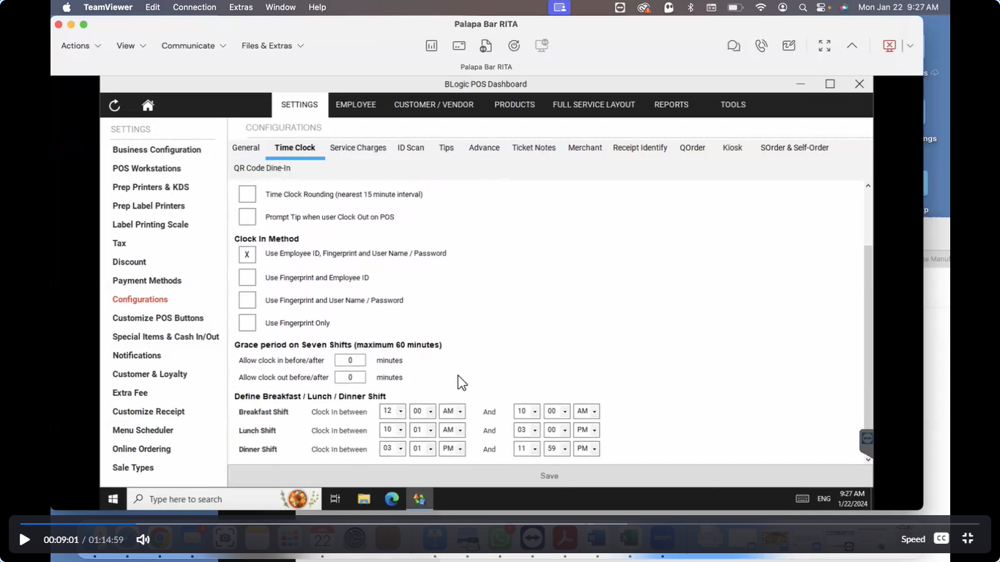 TeamViewer Edit Connection Extras Window Help Mon Jan 22 9:27 AM
Palapa Bar RITA
Actions View Communicate Files & Extras
Palapa Bar RITA
BLogic POS Dashboard
SETTINGS EMPLOYEE CUSTOMER / VENDOR PRODUCTS FULL SERVICE LAYOUT REPORTS TOOLS
SETTINGS
Business Configuration
POS Workstations
Prep Printers & KDS
Prep Label Printers
Label Printing Scale
Tax
Discount
Payment Methods
Configurations
Customize POS Buttons
Special Items & Cash In/Out
Notifications
Customer & Loyalty
Extra Fee
Customize Receipt
Menu Scheduler
Online Ordering
Sale Types
CONFIGURATIONS
General Time Clock Service Charges ID Scan Tips Advance Ticket Notes Merchant Receipt Identify QOrder Kiosk SOrder & Self-Order
QR Code Dine-In
Time Clock Rounding (nearest 15 minute interval)
Prompt Tip when user Clock Out on POS
Clock In Method
X Use Employee ID, Fingerprint and User Name / Password
Use Fingerprint and Employee ID
Use Fingerprint and User Name / Password
Use Fingerprint Only
Grace period on Seven Shifts (maximum 60 minutes)
Allow clock in before/after 0 minutes
Allow clock out before/after 0 minutes
Define Breakfast / Lunch / Dinner Shift
Breakfast Shift Clock In between 12 00 AM And 10 00 AM
Lunch Shift Clock In between 10 01 AM And 03 00 PM
Dinner Shift Clock In between 03 01 PM And 11 59 PM
Save
Type here to search ENG 9:27 AM
1/22/2024
22 zoom
00:09:01 / 01:14:59 Speed CC